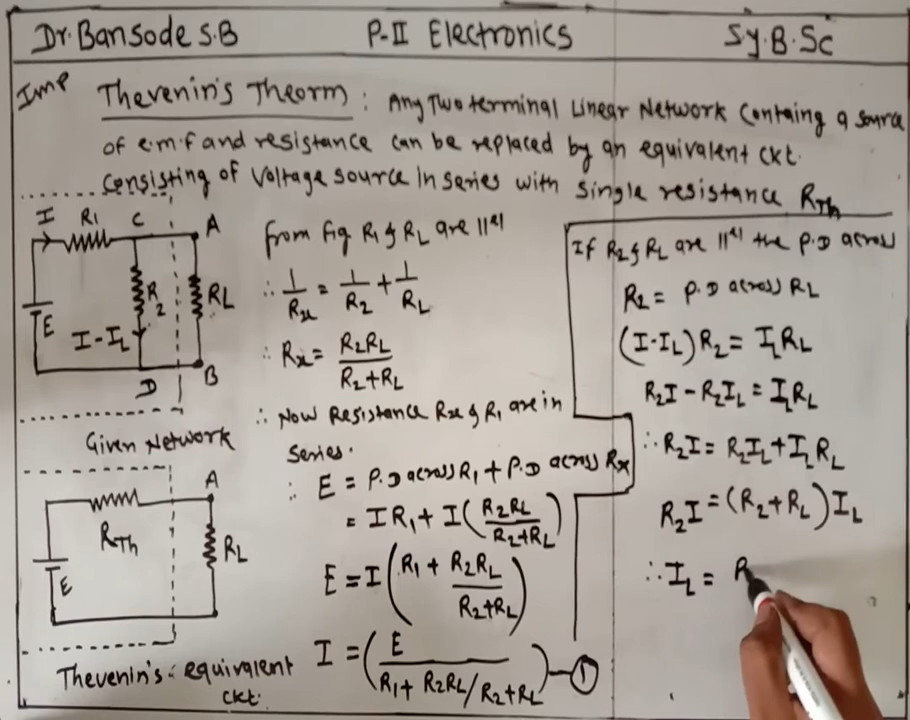 Dr. Bansode S.B P-II Electronics Sy.B.Sc
Imp
Thevenin's Theorm : Any Two terminal Linear Network Containg a source
of e.m.f and resistance can be replaced by an equivalent ckt.
consisting of Voltage source In series with single resistance RTh
I R1 C A
E R2 RL
I-IL
D B
Given Network
A
RTh RL
E
Thevenin's equivalent
ckt.
from fig R1 & RL are ||el
∴ 1/Rx = 1/R2 + 1/RL
∴ Rx = R2RL / R2+RL
∴ Now Resistance Rx & R1 are in
series.
∴ E = P.D across R1 + P.D across Rx
= IR1 + I(R2RL / R2+RL)
E = I(R1 + R2RL / R2+RL)
I = (E / R1 + R2RL/R2+RL) — 1
If R2 & RL are ||el the P.D across
R2 = P.D across RL
(I-IL)R2 = ILRL
R2I - R2IL = ILRL
∴ R2I = R2IL + ILRL
R2I = (R2+RL)IL
∴ IL = R